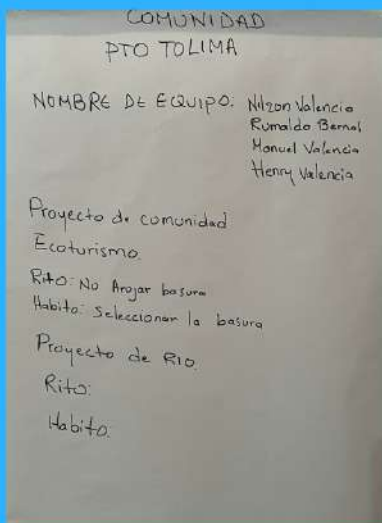 COMUNIDAD
PTO TOLIMA
NOMBRE DE EQUIPO: Nilzon Valencia
Rumaldo Bernal
Manuel Valencia
Henry Valencia
Proyecto de comunidad
Ecoturismo.
Rito: No Arojar basura
Habito: Seleccionar la basura
Proyecto de RIO.
Rito:
Habito: